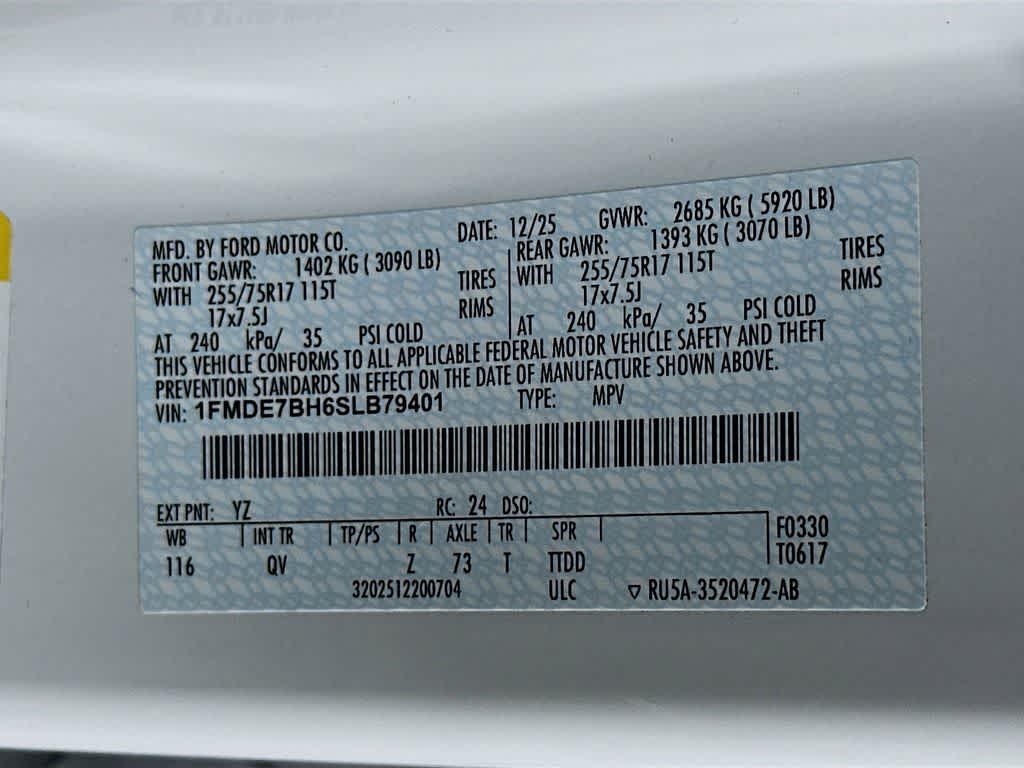 MFD. BY FORD MOTOR CO. DATE: 12/25 GVWR: 2685 KG ( 5920 LB)
FRONT GAWR: 1402 KG ( 3090 LB) REAR GAWR: 1393 KG ( 3070 LB)
WITH 255/75R17 115T TIRES WITH 255/75R17 115T TIRES
17x7.5J RIMS 17x7.5J RIMS
AT 240 kPa/ 35 PSI COLD AT 240 kPa/ 35 PSI COLD
THIS VEHICLE CONFORMS TO ALL APPLICABLE FEDERAL MOTOR VEHICLE SAFETY AND THEFT
PREVENTION STANDARDS IN EFFECT ON THE DATE OF MANUFACTURE SHOWN ABOVE.
VIN: 1FMDE7BH6SLB79401 TYPE: MPV
EXT PNT: YZ RC: 24 DSO:
WB INT TR TP/PS R AXLE TR SPR F0330
116 QV Z 73 T TTDD T0617
3202512200704 ULC ▽ RU5A-3520472-AB